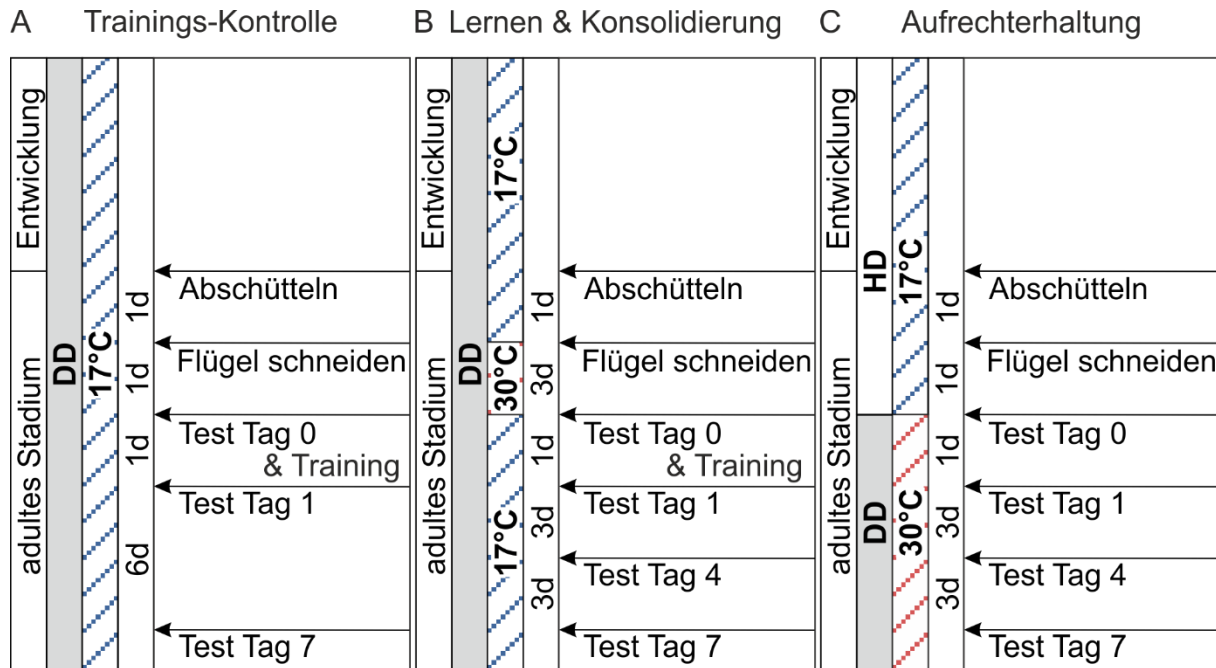 A Trainings-Kontrolle
Entwicklung
adultes Stadium
DD
17°C
1d
1d
1d
6d
Abschütteln
Flügel schneiden
Test Tag 0
& Training
Test Tag 1
Test Tag 7
B Lernen & Konsolidierung
Entwicklung
adultes Stadium
DD
17°C
30°C
17°C
1d
3d
1d
3d
3d
Abschütteln
Flügel schneiden
Test Tag 0
& Training
Test Tag 1
Test Tag 4
Test Tag 7
C Aufrechterhaltung
Entwicklung
adultes Stadium
HD
DD
17°C
30°C
1d
1d
1d
3d
3d
Abschütteln
Flügel schneiden
Test Tag 0
Test Tag 1
Test Tag 4
Test Tag 7